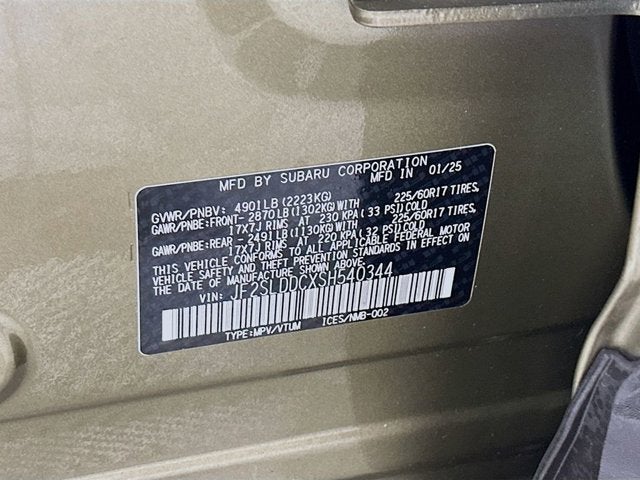 MFD BY SUBARU CORPORATION MFD IN 01/25
GVWR/PNBV: 4901LB(2223KG)
GAWR/PNBE:FRONT- 2870LB(1302KG)WITH 225/60R17 TIRES,
17X7J RIMS AT 230 KPA(33 PSI)COLD
GAWR/PNBE:REAR - 2491LB(1130KG)WITH 225/60R17 TIRES,
17X7J RIMS AT 220 KPA(32 PSI)COLD
THIS VEHICLE CONFORMS TO ALL APPLICABLE FEDERAL MOTOR
VEHICLE SAFETY AND THEFT PREVENTION STANDARDS IN EFFECT
ON THE DATE OF MANUFACTURE SHOWN ABOVE.
VIN: JF2SLDDCXSH540344
TYPE:MPV/VTUM ICES/NMB-002